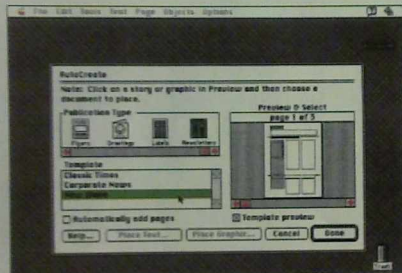 File Edit Tools Text Page Objects Options
AutoCreate
Note: Click on a story or graphic in Preview and then choose a
document to place.
Publication Type
Preview & Select
page 1 of 3
Flyers Greetings Labels Newsletters
Template
Classic Times
Corporate News
Automatically add pages
Template preview
Help... Place Text... Place Graphic... Cancel Done